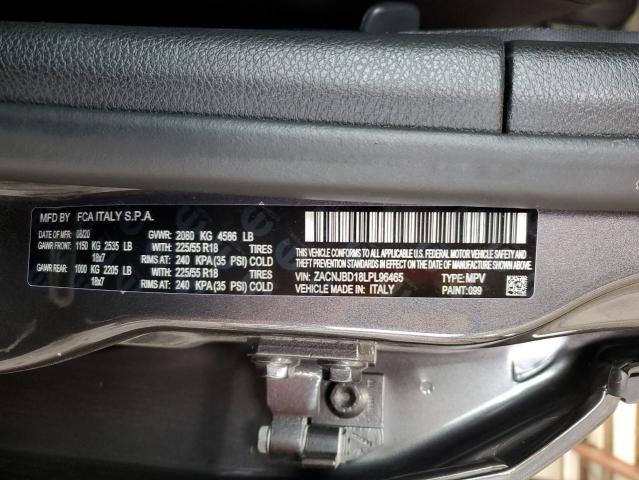 MFD BY FCA ITALY S.P.A.
DATE OF MFR: 08/20 GVWR: 2080 KG 4586 LB
GAWR FRONT: 1150 KG 2535 LB WITH: 225/55 R18 TIRES
18x7 RIMS AT: 240 KPA(35 PSI) COLD
GAWR REAR: 1000 KG 2205 LB WITH: 225/55 R18 TIRES
18x7 RIMS AT: 240 KPA(35 PSI) COLD
THIS VEHICLE CONFORMS TO ALL APPLICABLE U.S. FEDERAL MOTOR VEHICLE SAFETY AND
THEFT PREVENTION STANDARDS IN EFFECT ON THE DATE OF MANUFACTURE SHOWN ABOVE.
VIN: ZACNJBD18LPL96465 TYPE: MPV
VEHICLE MADE IN: ITALY PAINT: 099